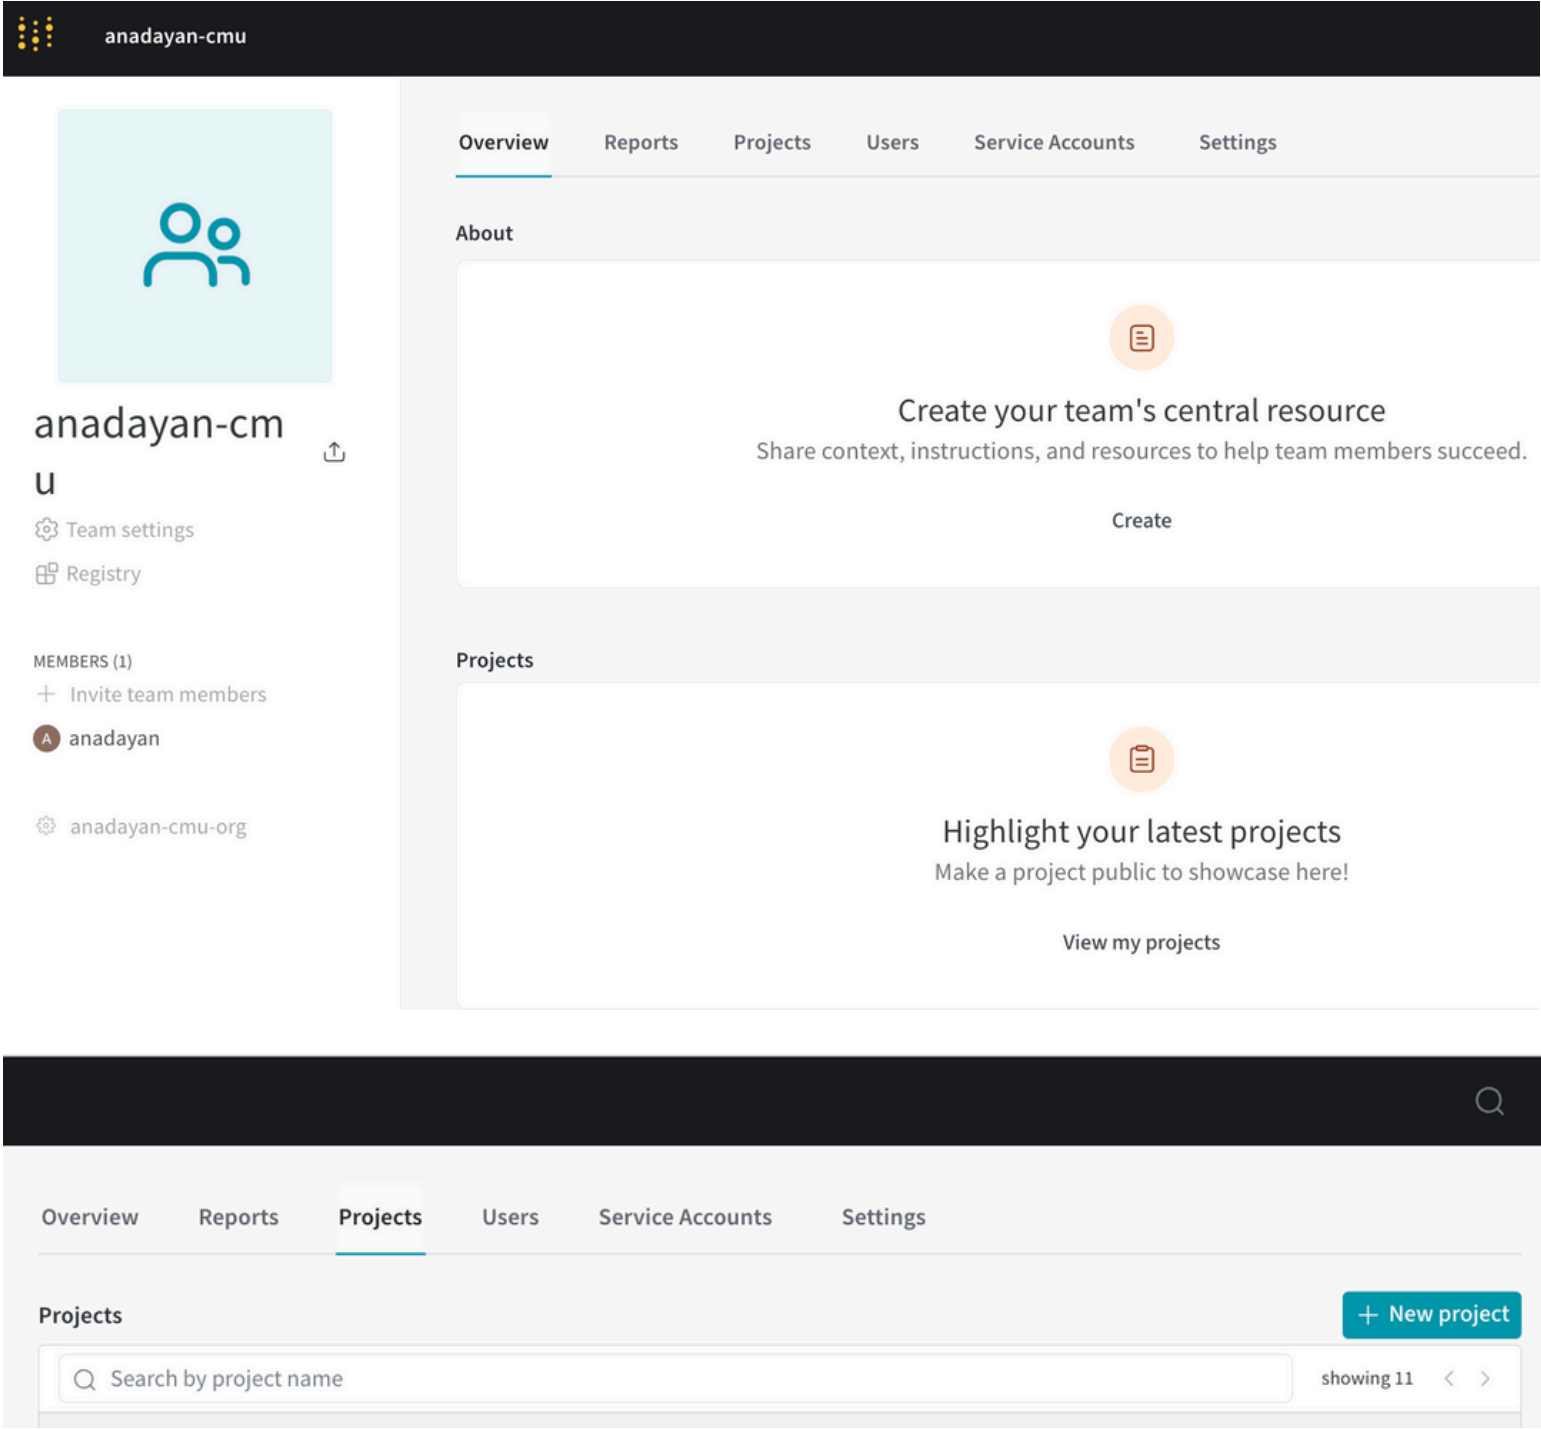 anadayan-cmu
Overview Reports Projects Users Service Accounts Settings
About
Create your team's central resource
Share context, instructions, and resources to help team members succeed.
Create
anadayan-cm
u
Team settings
Registry
MEMBERS (1)
Invite team members
A anadayan
anadayan-cmu-org
Projects
Highlight your latest projects
Make a project public to showcase here!
View my projects
Overview Reports Projects Users Service Accounts Settings
Projects
+ New project
Search by project name
showing 11 < >